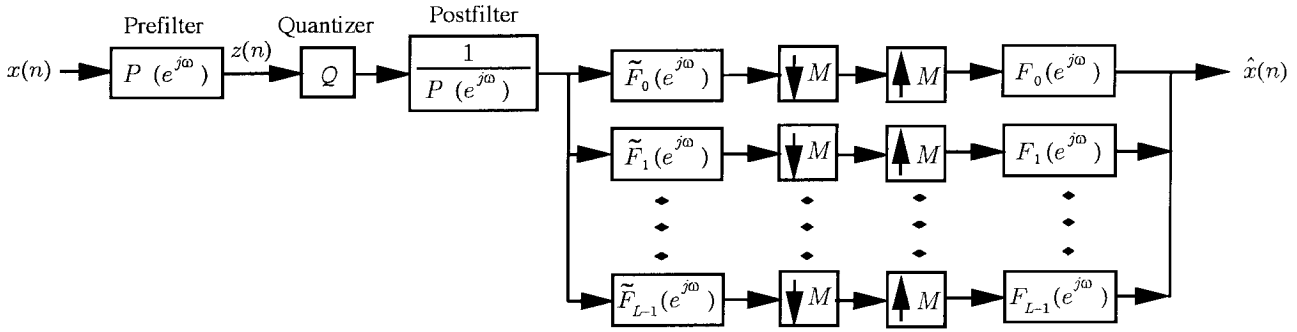 Prefilter
Quantizer
Postfilter
x(n)
P (e^{jω})
z(n)
Q
1
P (e^{jω})
F̃_0(e^{jω})
M
M
F_0(e^{jω})
x̂(n)
F̃_1(e^{jω})
M
M
F_1(e^{jω})
F̃_{L-1}(e^{jω})
M
M
F_{L-1}(e^{jω})